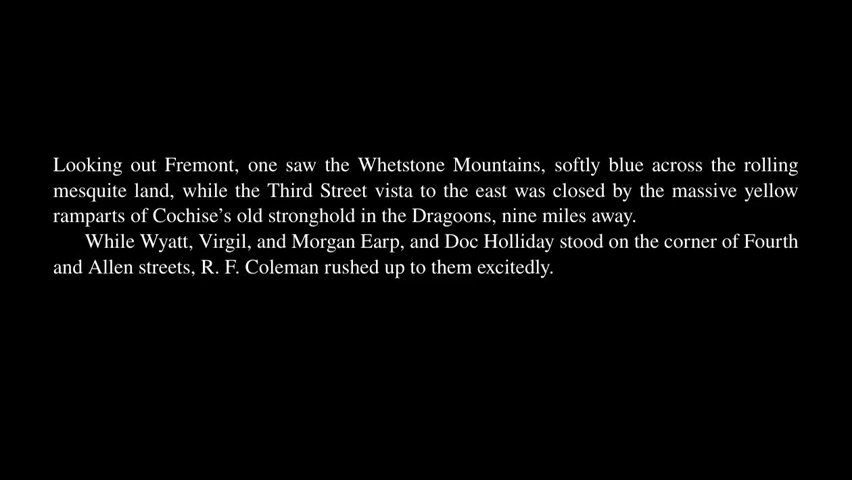 Looking out Fremont, one saw the Whetstone Mountains, softly blue across the rolling
mesquite land, while the Third Street vista to the east was closed by the massive yellow
ramparts of Cochise’s old stronghold in the Dragoons, nine miles away.
While Wyatt, Virgil, and Morgan Earp, and Doc Holliday stood on the corner of Fourth
and Allen streets, R. F. Coleman rushed up to them excitedly.